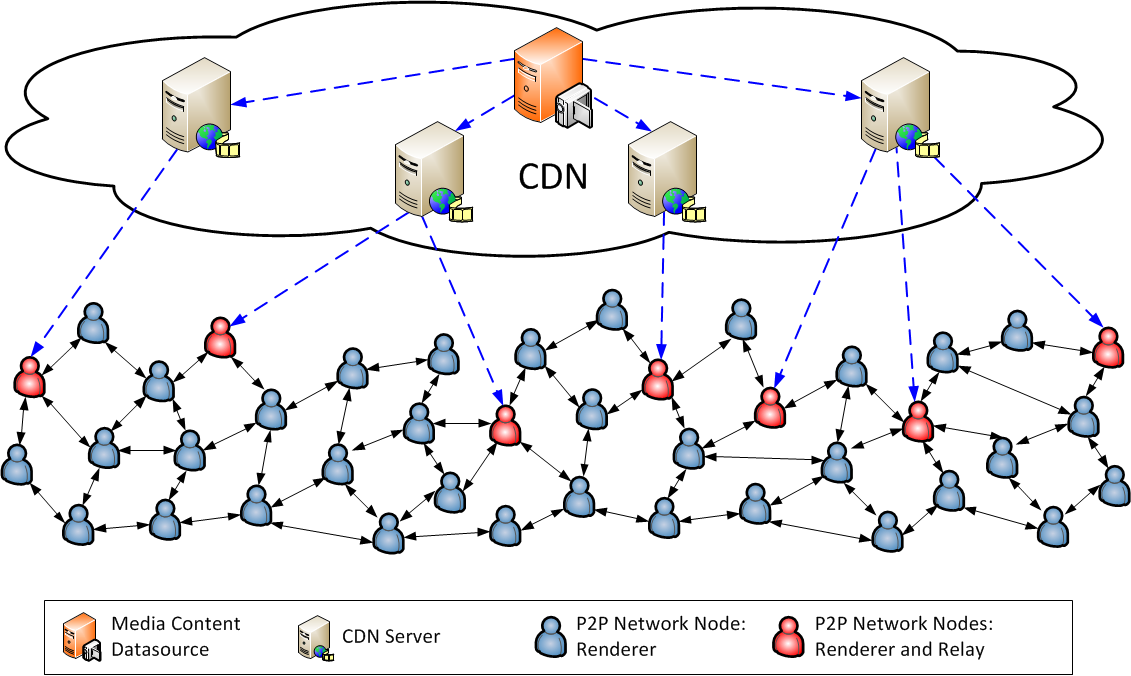 CDN
Media Content
Datasource
CDN Server
P2P Network Node:
Renderer
P2P Network Nodes:
Renderer and Relay